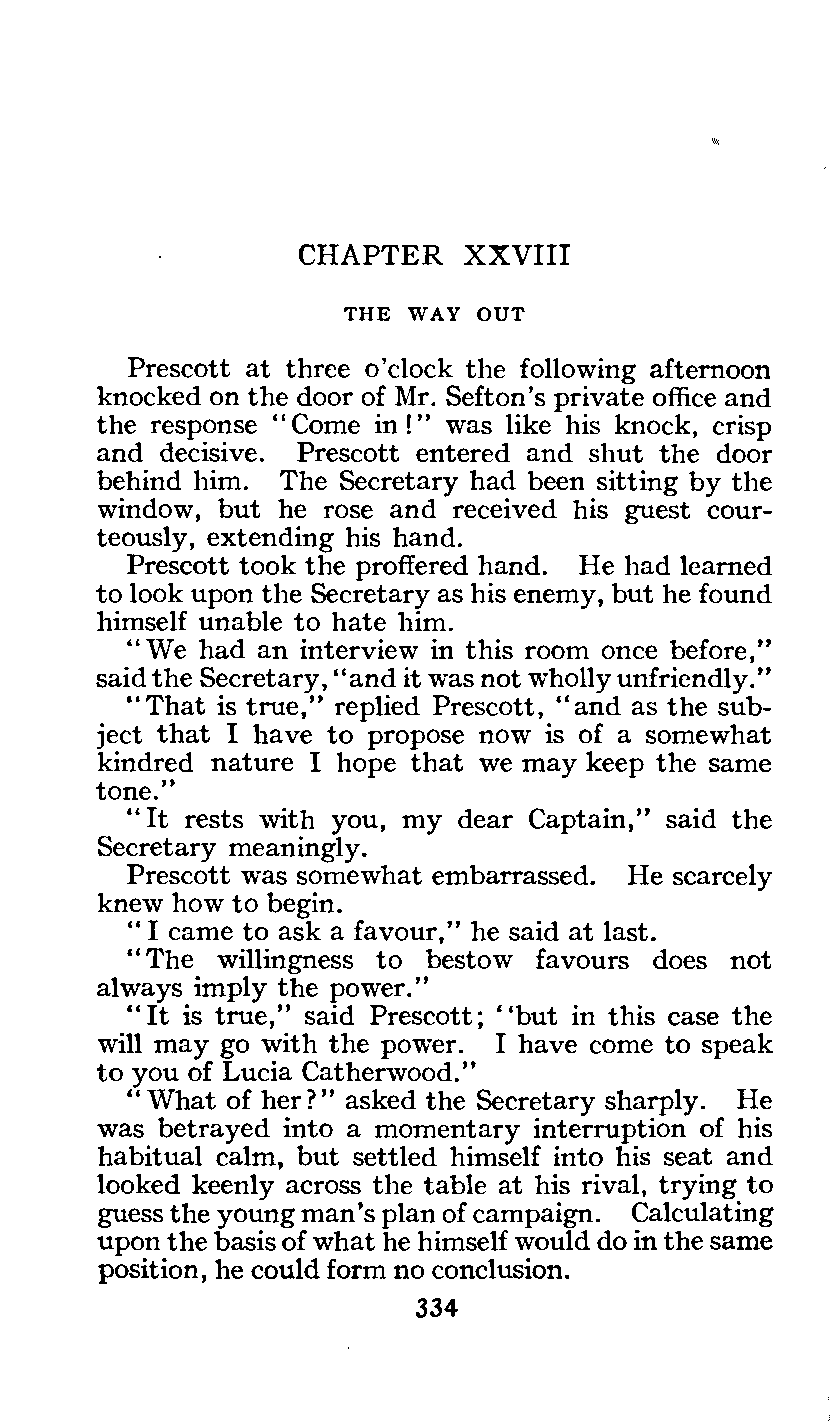 CHAPTER XXVIII
THE WAY OUT
Prescott at three o'clock the following afternoon
knocked on the door of Mr. Sefton's private office and
the response "Come in!" was like his knock, crisp
and decisive. Prescott entered and shut the door
behind him. The Secretary had been sitting by the
window, but he rose and received his guest cour-
teously, extending his hand.
Prescott took the proffered hand. He had learned
to look upon the Secretary as his enemy, but he found
himself unable to hate him.
"We had an interview in this room once before,"
said the Secretary, "and it was not wholly unfriendly."
"That is true," replied Prescott, "and as the sub-
ject that I have to propose now is of a somewhat
kindred nature I hope that we may keep the same
tone."
"It rests with you, my dear Captain," said the
Secretary meaningly.
Prescott was somewhat embarrassed. He scarcely
knew how to begin.
"I came to ask a favour," he said at last.
"The willingness to bestow favours does not
always imply the power."
"It is true," said Prescott; "but in this case the
will may go with the power. I have come to speak
to you of Lucia Catherwood."
"What of her?" asked the Secretary sharply. He
was betrayed into a momentary interruption of his
habitual calm, but settled himself into his seat and
looked keenly across the table at his rival, trying to
guess the young man's plan of campaign. Calculating
upon the basis of what he himself would do in the same
position, he could form no conclusion.
334